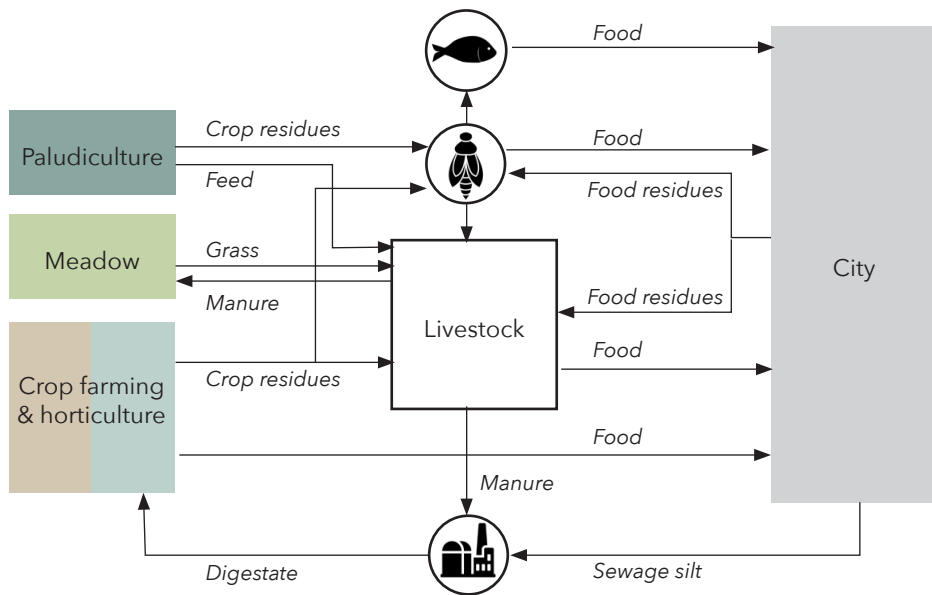 Food
Paludiculture
Crop residues
Feed
Food
Food residues
Meadow
Grass
Manure
City
Food residues
Livestock
Food
Crop farming
& horticulture
Crop residues
Food
Manure
Digestate
Sewage silt